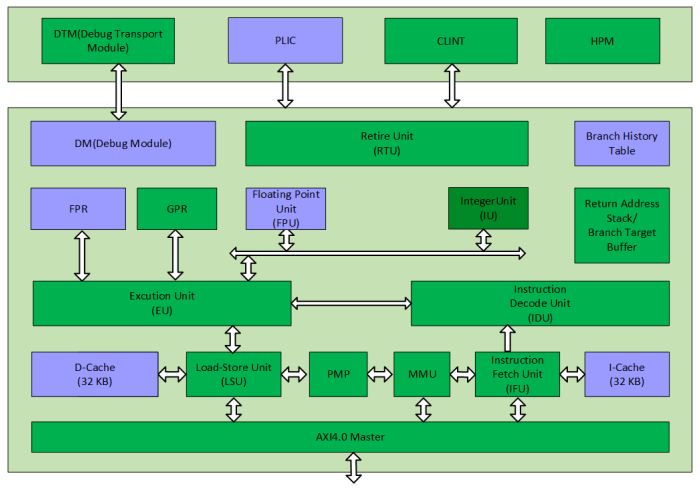 DTM(Debug Transport
Module)
PLIC
CLINT
HPM
DM(Debug Module)
Retire Unit
(RTU)
Branch History
Table
FPR
GPR
Floating Point
Unit
(FPU)
IntegerUnit
(IU)
Return Address
Stack/
Branch Target
Buffer
Excution Unit
(EU)
Instruction
Decode Unit
(IDU)
D-Cache
(32 KB)
Load-Store Unit
(LSU)
PMP
MMU
Instruction
Fetch Unit
(IFU)
I-Cache
(32 KB)
AXI4.0 Master